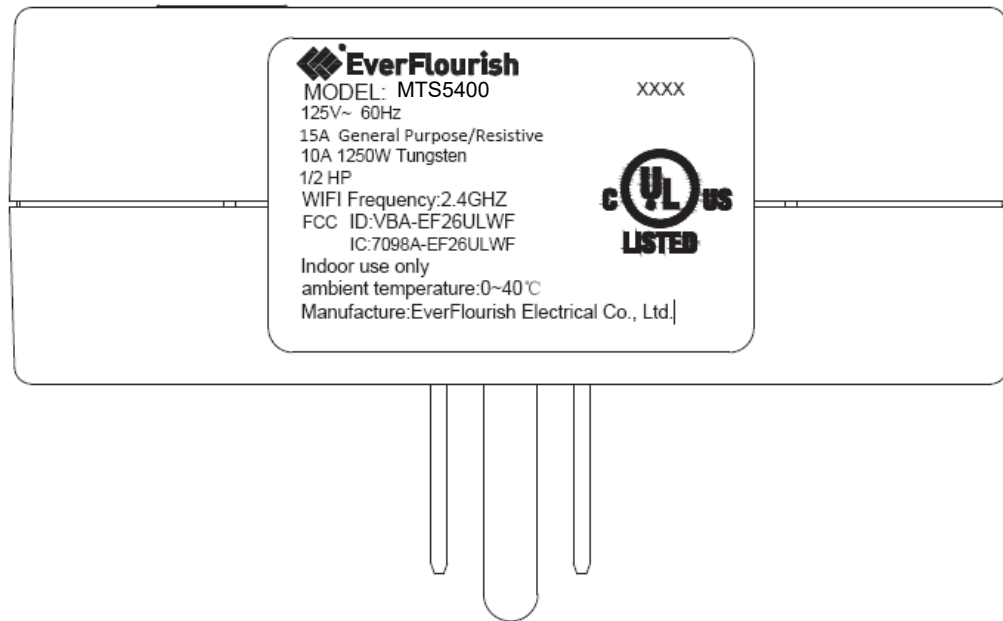 EverFlourish
MODEL: MTS5400
XXXX
125V~ 60Hz
15A General Purpose/Resistive
10A 1250W Tungsten
1/2 HP
WIFI Frequency:2.4GHZ
FCC ID:VBA-EF26ULWF
IC:7098A-EF26ULWF
C UL US
LISTED
Indoor use only
ambient temperature:0~40℃
Manufacture:EverFlourish Electrical Co., Ltd.